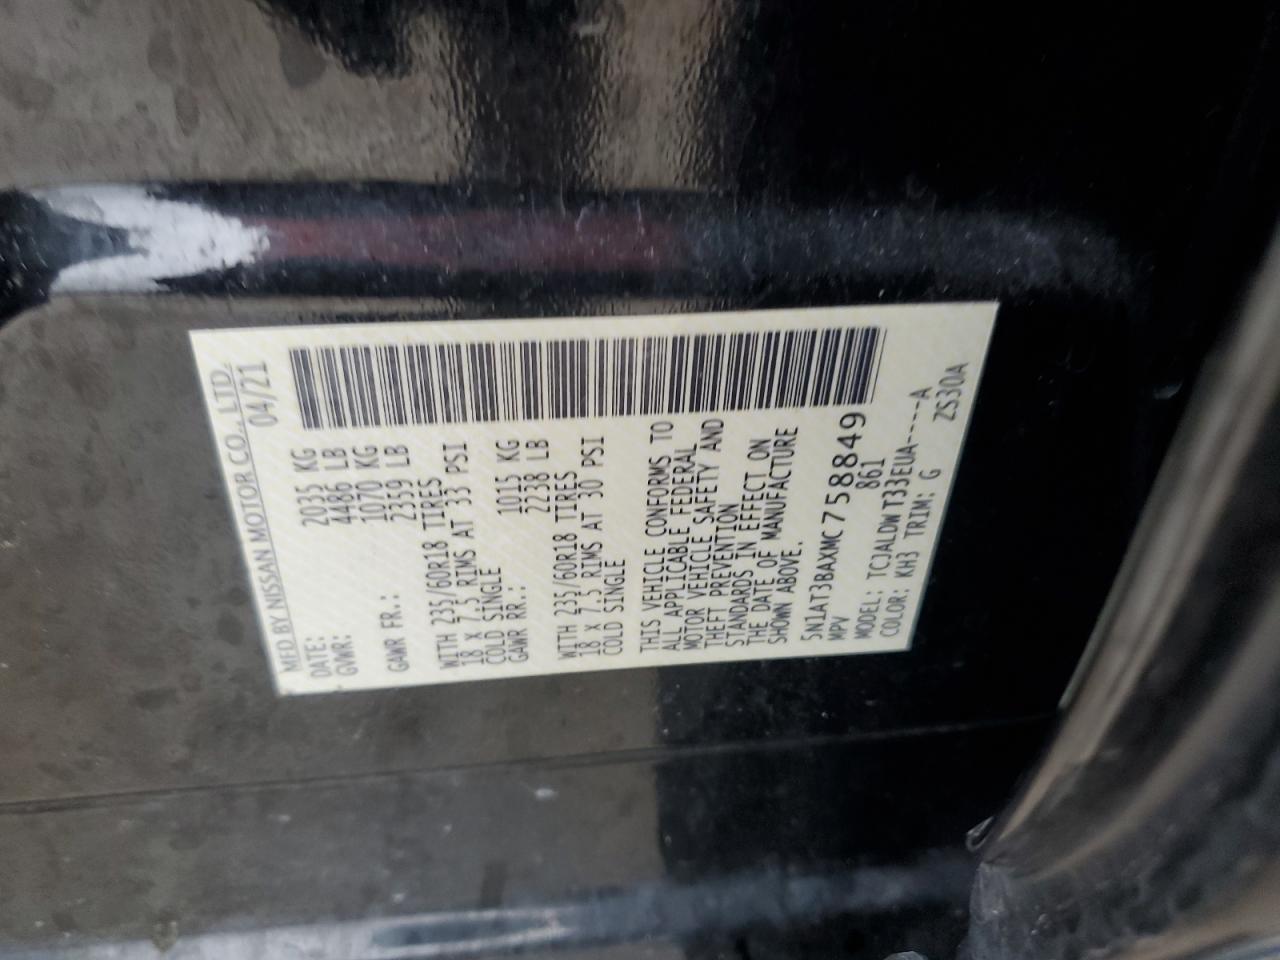 MFD BY NISSAN MOTOR CO., LTD.
DATE: 04/21
GVWR: 2035 KG
4486 LB
GAWR FR.: 1070 KG
2359 LB
WITH 235/60R18 TIRES
18 X 7.5 RIMS AT 33 PSI
COLD SINGLE
GAWR RR.: 1015 KG
2238 LB
WITH 235/60R18 TIRES
18 X 7.5 RIMS AT 30 PSI
COLD SINGLE
THIS VEHICLE CONFORMS TO
ALL APPLICABLE FEDERAL
MOTOR VEHICLE SAFETY AND
THEFT PREVENTION
STANDARDS IN EFFECT ON
THE DATE OF MANUFACTURE
SHOWN ABOVE.
5N1AT3BAXMC758849
MPV 861
MODEL: TCJALDW T33EUA----A
COLOR: KH3 TRIM: G
ZS30A